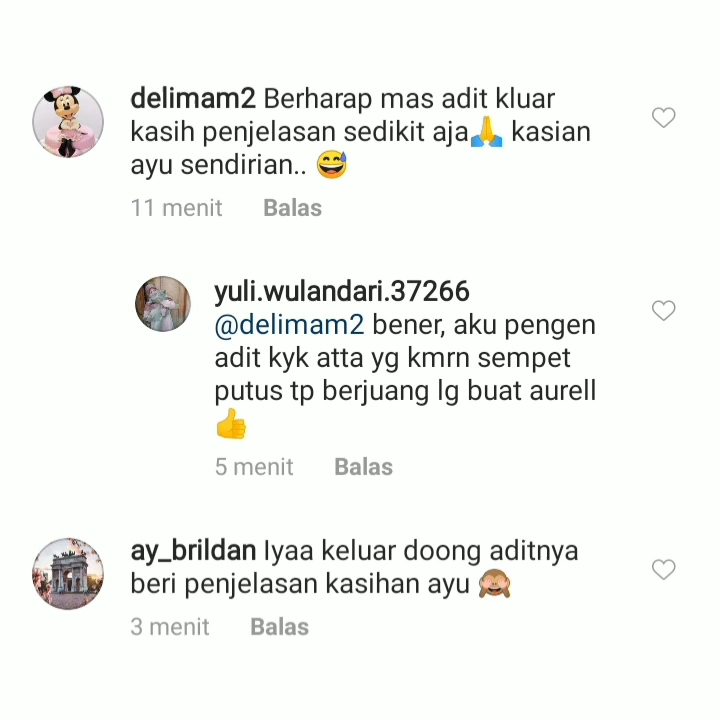 delimam2 Berharap mas adit kluar
kasih penjelasan sedikit aja🙏 kasian
ayu sendirian.. 😅
11 menit Balas
yuli.wulandari.37266
@delimam2 bener, aku pengen
adit kyk atta yg kmrn sempet
putus tp berjuang lg buat aurell
👍
5 menit Balas
ay_brildan Iyaa keluar doong aditnya
beri penjelasan kasihan ayu 🙈
3 menit Balas